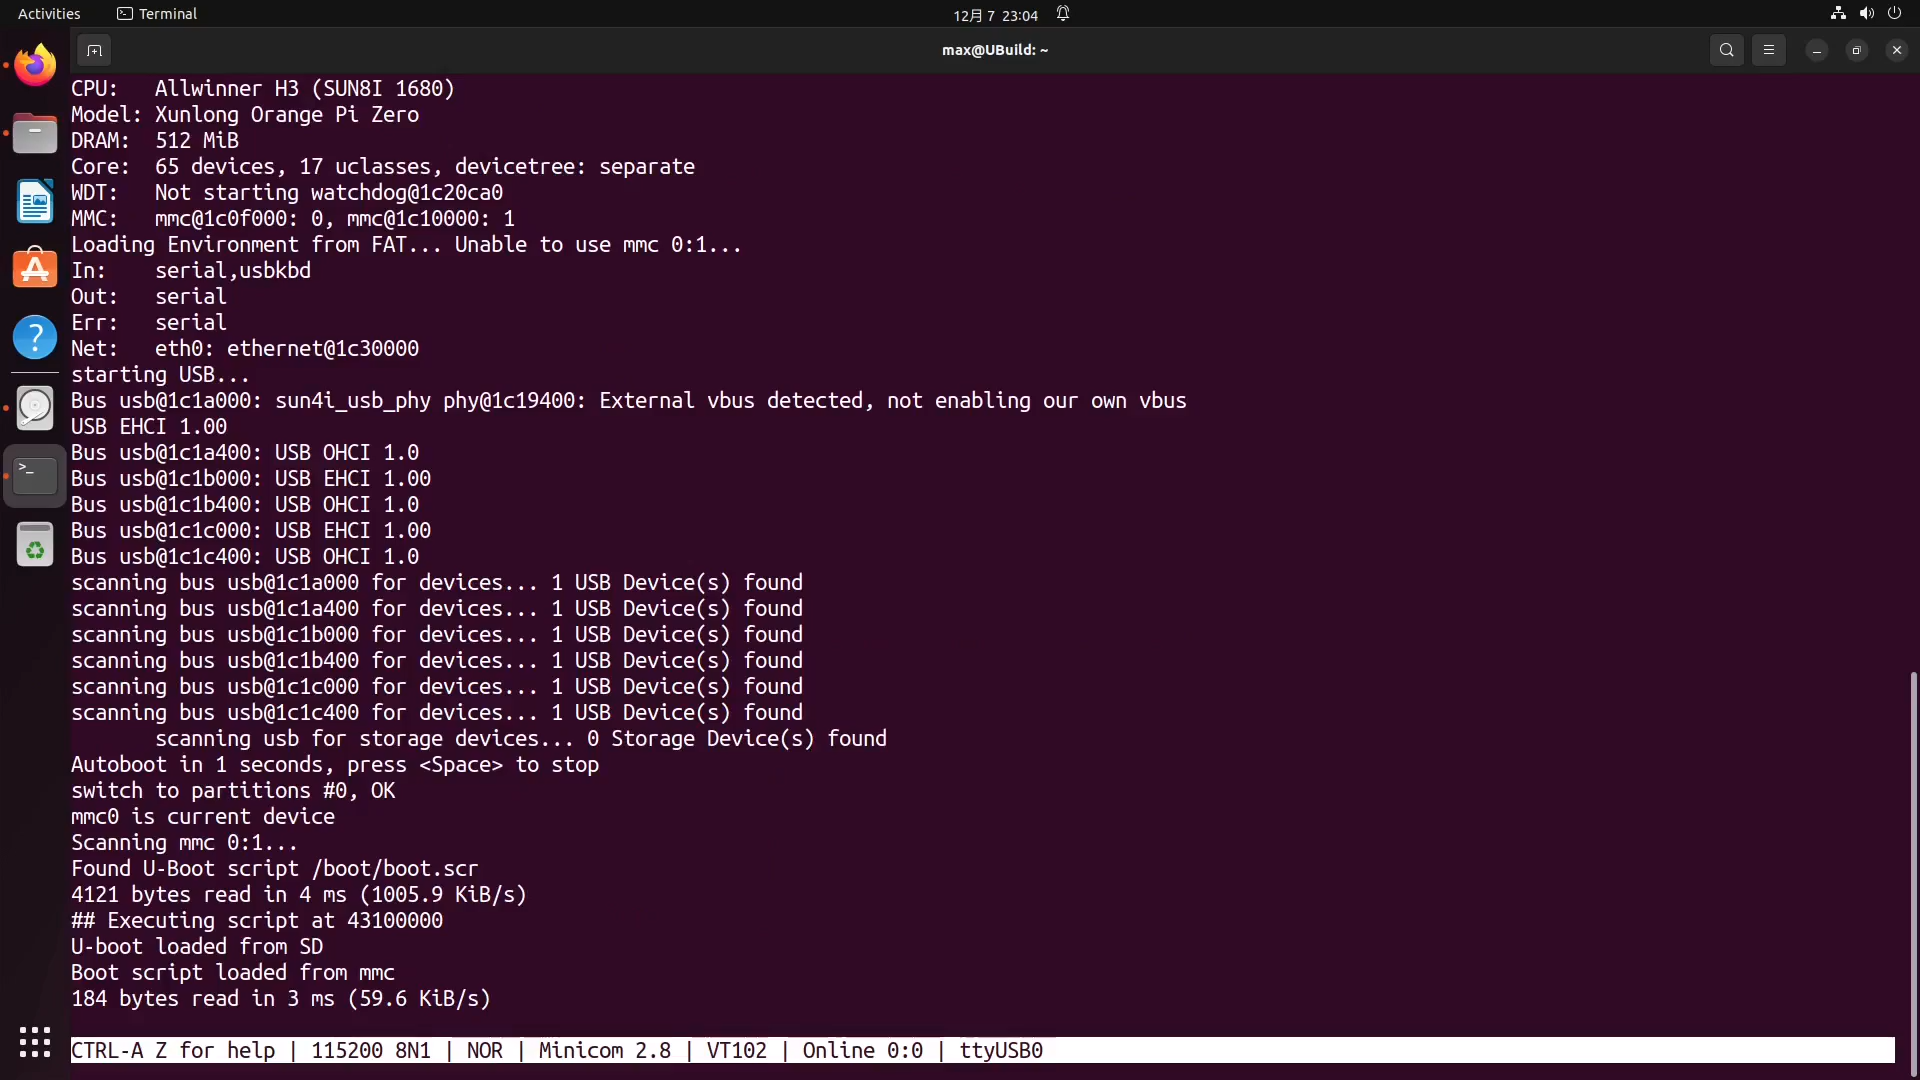 Activities
Terminal
12月 7 23:04
max@UBuild: ~
CPU:   Allwinner H3 (SUN8I 1680)
Model: Xunlong Orange Pi Zero
DRAM:  512 MiB
Core:  65 devices, 17 uclasses, devicetree: separate
WDT:   Not starting watchdog@1c20ca0
MMC:   mmc@1c0f000: 0, mmc@1c10000: 1
Loading Environment from FAT... Unable to use mmc 0:1...
In:    serial,usbkbd
Out:   serial
Err:   serial
Net:   eth0: ethernet@1c30000
starting USB...
Bus usb@1c1a000: sun4i_usb_phy phy@1c19400: External vbus detected, not enabling our own vbus
USB EHCI 1.00
Bus usb@1c1a400: USB OHCI 1.0
Bus usb@1c1b000: USB EHCI 1.00
Bus usb@1c1b400: USB OHCI 1.0
Bus usb@1c1c000: USB EHCI 1.00
Bus usb@1c1c400: USB OHCI 1.0
scanning bus usb@1c1a000 for devices... 1 USB Device(s) found
scanning bus usb@1c1a400 for devices... 1 USB Device(s) found
scanning bus usb@1c1b000 for devices... 1 USB Device(s) found
scanning bus usb@1c1b400 for devices... 1 USB Device(s) found
scanning bus usb@1c1c000 for devices... 1 USB Device(s) found
scanning bus usb@1c1c400 for devices... 1 USB Device(s) found
       scanning usb for storage devices... 0 Storage Device(s) found
Autoboot in 1 seconds, press <Space> to stop
switch to partitions #0, OK
mmc0 is current device
Scanning mmc 0:1...
Found U-Boot script /boot/boot.scr
4121 bytes read in 4 ms (1005.9 KiB/s)
## Executing script at 43100000
U-boot loaded from SD
Boot script loaded from mmc
184 bytes read in 3 ms (59.6 KiB/s)
CTRL-A Z for help | 115200 8N1 | NOR | Minicom 2.8 | VT102 | Online 0:0 | ttyUSB0